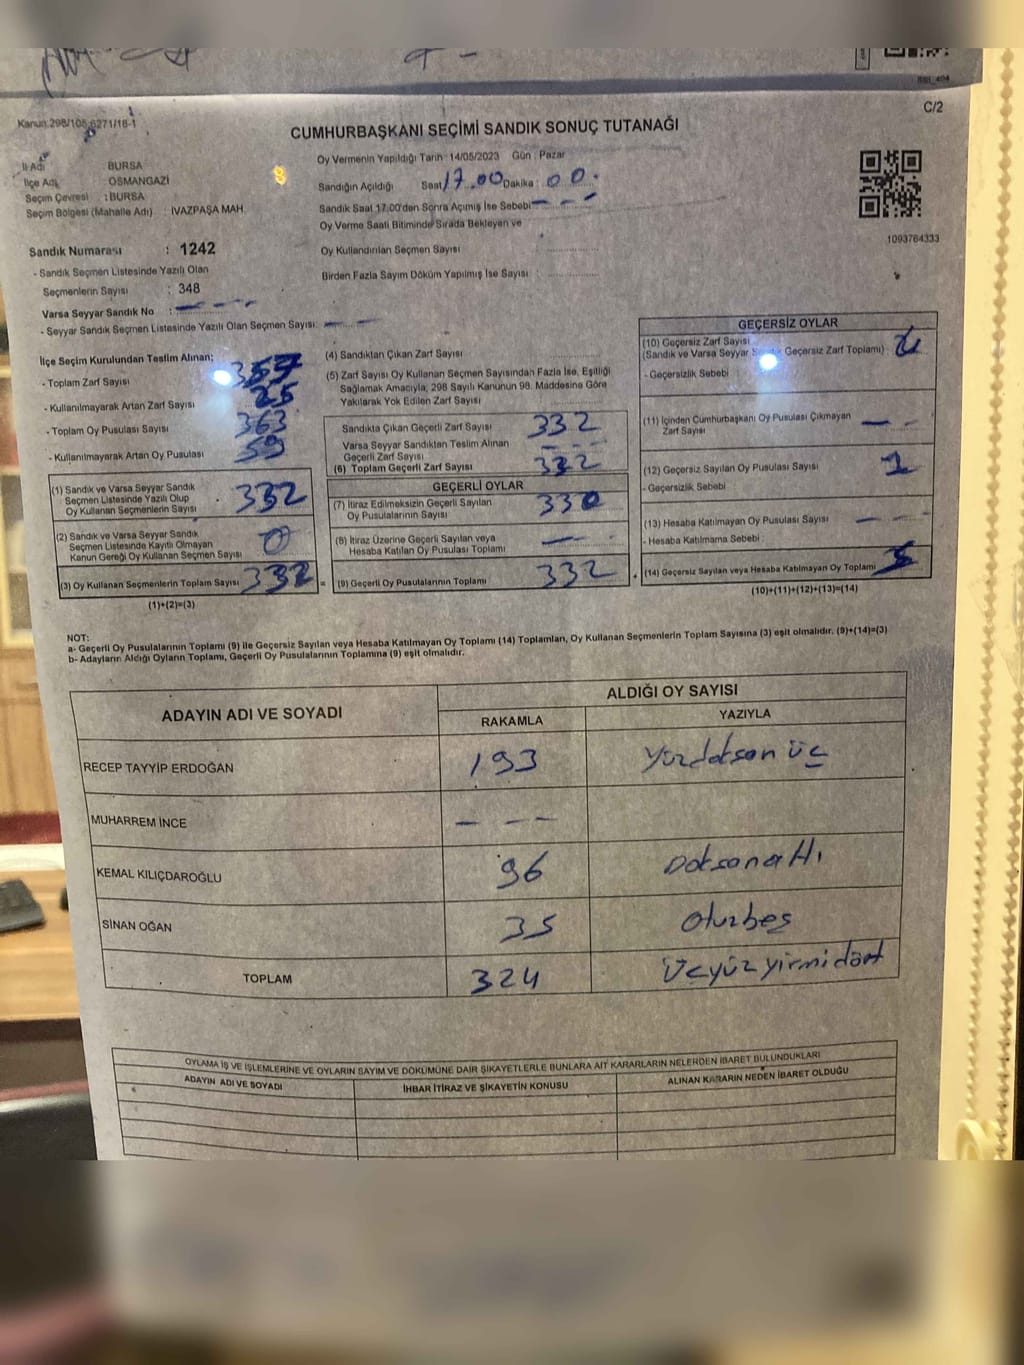 C/2
Kanun:298/105-6271/16-1
CUMHURBAŞKANI SEÇİMİ SANDIK SONUÇ TUTANAĞI
İl Adı BURSA
İlçe Adı OSMANGAZİ
Seçim Çevresi : BURSA
Seçim Bölgesi (Mahalle Adı) : İVAZPAŞA MAH.
Oy Vermenin Yapıldığı Tarih :14/05/2023 Gün : Pazar
Sandığın Açıldığı Saat 17.00 Dakika : 00.
Sandık Saat 17.00'den Sonra Açımış İse Sebebi - - -
Oy Verme Saati Bitiminde Sırada Bekleyen ve
Oy Kullandırılan Seçmen Sayısı
Birden Fazla Sayım Döküm Yapılmış İse Sayısı :
1093764333
Sandık Numarası : 1242
- Sandık Seçmen Listesinde Yazılı Olan
Seçmenlerin Sayısı : 348
Varsa Seyyar Sandık No : - - - -
- Seyyar Sandık Seçmen Listesinde Yazılı Olan Seçmen Sayısı: - -
İlçe Seçim Kurulundan Teslim Alınan;
- Toplam Zarf Sayısı 357
- Kullanılmayarak Artan Zarf Sayısı 25
- Toplam Oy Pusulası Sayısı 363
- Kullanılmayarak Artan Oy Pusulası 59
(1) Sandık ve Varsa Seyyar Sandık
Seçmen Listesinde Yazılı Olup
Oy Kullanan Seçmenlerin Sayısı 332
(2) Sandık ve Varsa Seyyar Sandık
Seçmen Listesinde Kayıtlı Olmayan
Kanun Gereği Oy Kullanan Seçmen Sayısı 0
(3) Oy Kullanan Seçmenlerin Toplam Sayısı 332 =
(1)+(2)=(3)
(4) Sandıktan Çıkan Zarf Sayısı
(5) Zarf Sayısı Oy Kullanan Seçmen Sayısından Fazla İse, Eşitliği
Sağlamak Amacıyla, 298 Sayılı Kanunun 98. Maddesine Göre
Yakılarak Yok Edilen Zarf Sayısı
Sandıkta Çıkan Geçerli Zarf Sayısı 332
Varsa Seyyar Sandıktan Teslim Alınan
Geçerli Zarf Sayısı - - -
(6) Toplam Geçerli Zarf Sayısı 332
GEÇERLİ OYLAR
(7) İtiraz Edilmeksizin Geçerli Sayılan
Oy Pusulalarının Sayısı 330
(8) İtiraz Üzerine Geçerli Sayılan veya
Hesaba Katılan Oy Pusulası Toplamı - - -
(9) Geçerli Oy Pusulalarının Toplamı 332
GEÇERSİZ OYLAR
(10) Geçersiz Zarf Sayısı
(Sandık ve Varsa Seyyar Sandık Geçersiz Zarf Toplamı) :
- Geçersizlik Sebebi :
(11) İçinden Cumhurbaşkanı Oy Pusulası Çıkmayan
Zarf Sayısı - -
(12) Geçersiz Sayılan Oy Pusulası Sayısı : 1
- Geçersizlik Sebebi :
(13) Hesaba Katılmayan Oy Pusulası Sayısı : - - -
- Hesaba Katılmama Sebebi :
(14) Geçersiz Sayılan veya Hesaba Katılmayan Oy Toplamı : 5
(10)+(11)+(12)+(13)=(14)
NOT:
a- Geçerli Oy Pusulalarının Toplamı (9) ile Geçersiz Sayılan veya Hesaba Katılmayan Oy Toplamı (14) Toplamları, Oy Kullanan Seçmenlerin Toplam Sayısına (3) eşit olmalıdır. (9)+(14)=(3)
b- Adayların Aldığı Oyların Toplamı, Geçerli Oy Pusulalarının Toplamına (9) eşit olmalıdır.
ADAYIN ADI VE SOYADI ALDIĞI OY SAYISI
RAKAMLA YAZIYLA
RECEP TAYYİP ERDOĞAN 193 Yüzdoksan üç
MUHARREM İNCE - - -
KEMAL KILIÇDAROĞLU 96 Doksanaltı
SİNAN OĞAN 35 Oturbeş
TOPLAM 324 Üçyüz yirmidört
OYLAMA İŞ VE İŞLEMLERİNE VE OYLARIN SAYIM VE DÖKÜMÜNE DAİR ŞİKAYETLERLE BUNLARA AİT KARARLARIN NELERDEN İBARET BULUNDUKLARI
ADAYIN ADI VE SOYADI İHBAR İTİRAZ VE ŞİKAYETİN KONUSU ALINAN KARARIN NEDEN İBARET OLDUĞU